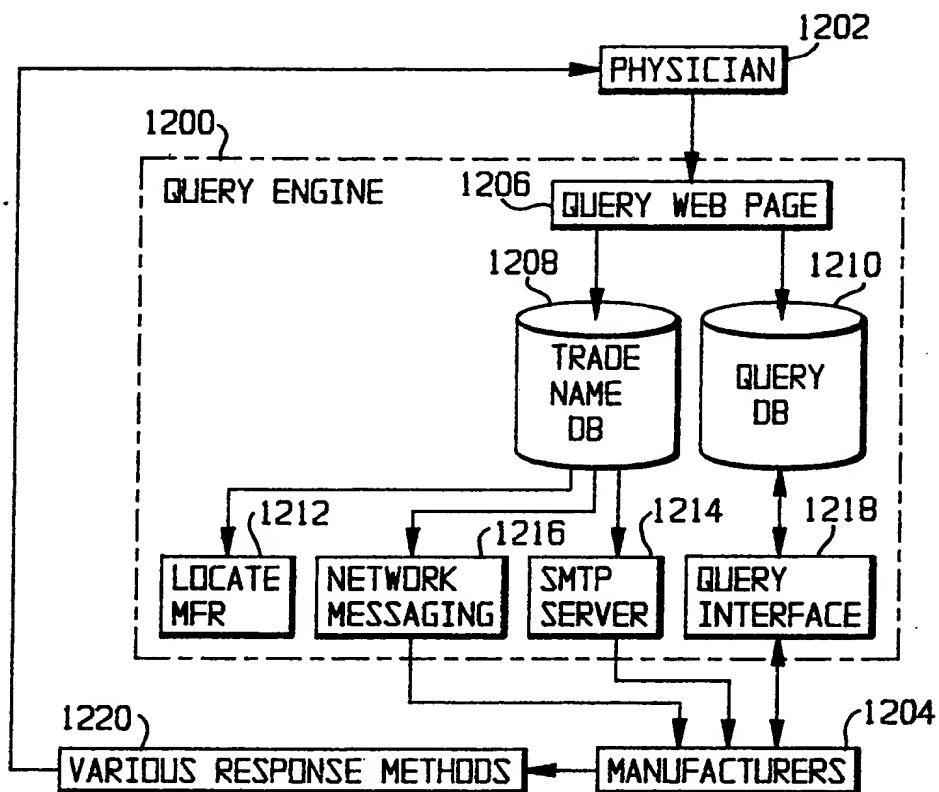 1202
PHYSICIAN
1200
QUERY ENGINE
1206
QUERY WEB PAGE
1208
1210
TRADE
NAME
DB
QUERY
DB
1212
1216
1214
1218
LOCATE
MFR
NETWORK
MESSAGING
SMTP
SERVER
QUERY
INTERFACE
1220
1204
VARIOUS RESPONSE METHODS
MANUFACTURERS